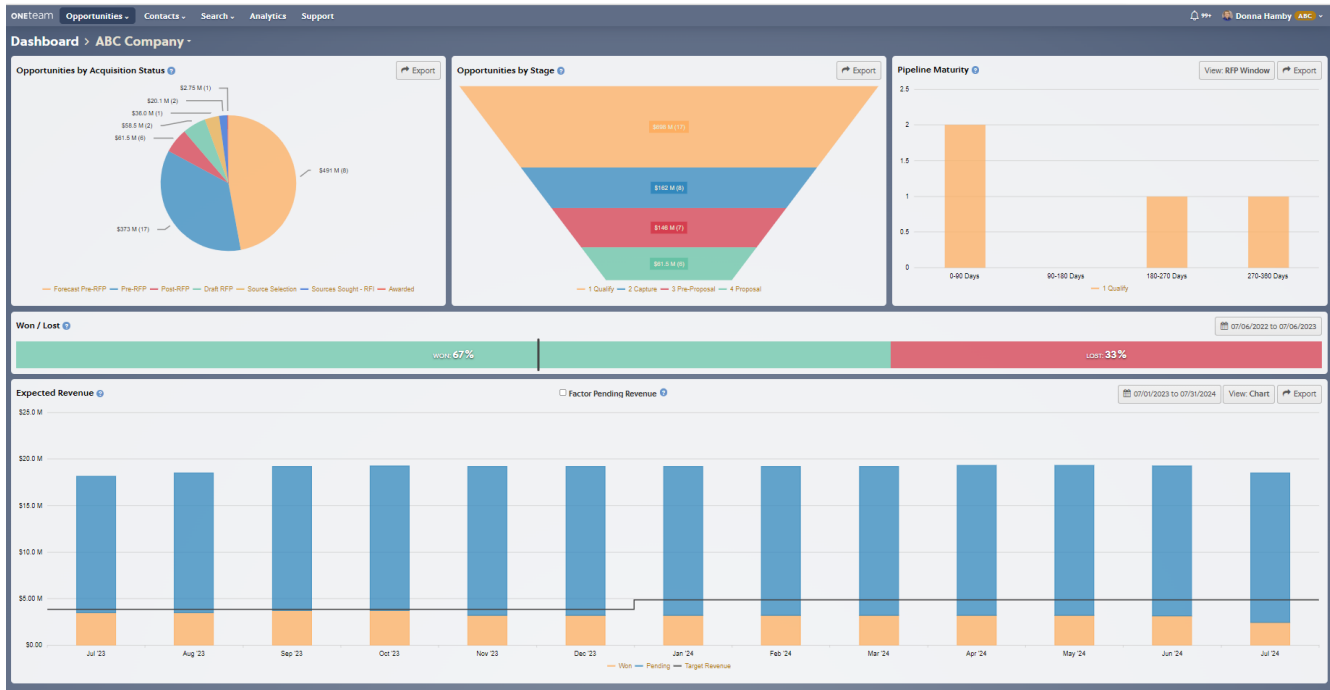 ONEteam Opportunities Contacts Search Analytics Support 99+ Donna Hamby ABC
Dashboard > ABC Company
Opportunities by Acquisition Status Export
$2.75 M (1)
$20.1 M (2)
$36.0 M (1)
$58.5 M (2)
$81.5 M (6)
$491 M (8)
$373 M (17)
Forecast Pre-RFP Pre-RFP Post-RFP Draft RFP Source Selection Sources Sought - RFI Awarded
Opportunities by Stage Export
M (17)
$162 M (8)
$146 M (7)
$81.5 M (6)
1 Qualify 2 Capture 3 Pre-Proposal 4 Proposal
Pipeline Maturity View: RFP Window Export
2.5
2
1.5
1
0.5
0
0-90 Days 90-180 Days 180-270 Days 270-360 Days
1 Qualify
Won / Lost 07/06/2022 to 07/06/2023
WON: 67% LOST: 33%
Expected Revenue Factor Pending Revenue 07/01/2023 to 07/31/2024 View: Chart Export
$25.0 M
$20.0 M
$15.0 M
$10.0 M
$5.00 M
$0.00
Jul '23 Aug '23 Sep '23 Oct '23 Nov '23 Dec '23 Jan '24 Feb '24 Mar '24 Apr '24 May '24 Jun '24 Jul '24
Won Pending Target Revenue